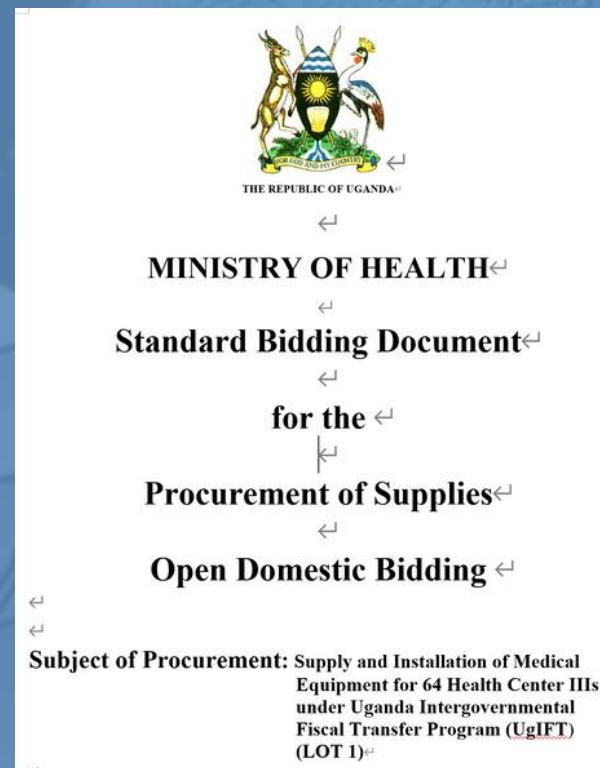 FOR GOD AND MY COUNTRY
THE REPUBLIC OF UGANDA
MINISTRY OF HEALTH
Standard Bidding Document
for the
Procurement of Supplies
Open Domestic Bidding
Subject of Procurement: Supply and Installation of Medical
Equipment for 64 Health Center IIIs
under Uganda Intergovernmental
Fiscal Transfer Program (UgIFT)
(LOT 1)